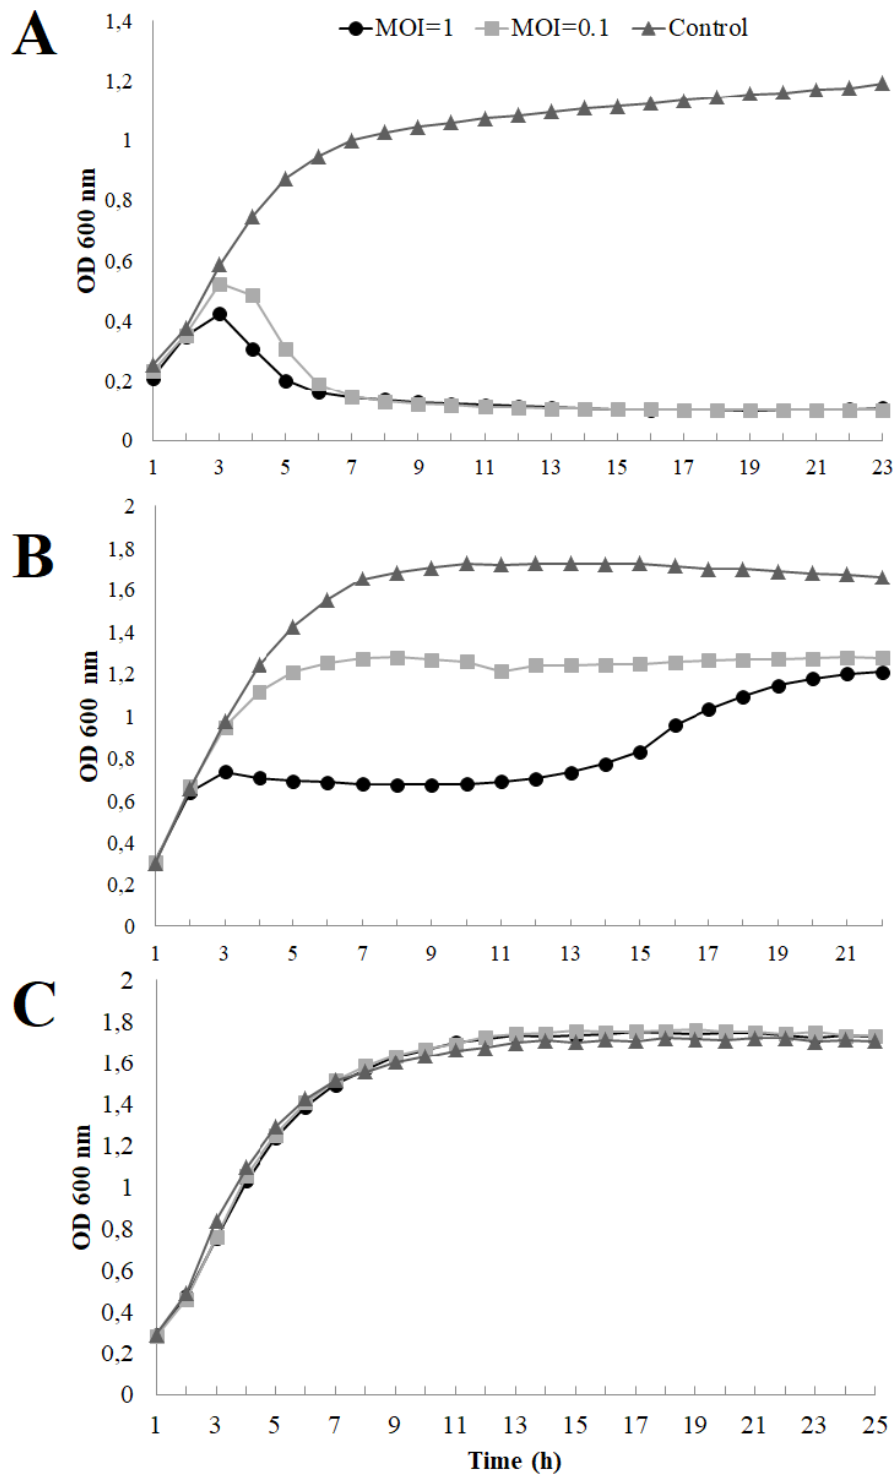 A
MOI=1 MOI=0.1 Control
OD 600 nm
1,4
1,2
1
0,8
0,6
0,4
0,2
0
1 3 5 7 9 11 13 15 17 19 21 23
B
OD 600 nm
2
1,8
1,6
1,4
1,2
1
0,8
0,6
0,4
0,2
0
1 3 5 7 9 11 13 15 17 19 21
C
OD 600 nm
2
1,8
1,6
1,4
1,2
1
0,8
0,6
0,4
0,2
0
1 3 5 7 9 11 13 15 17 19 21 23 25
Time (h)